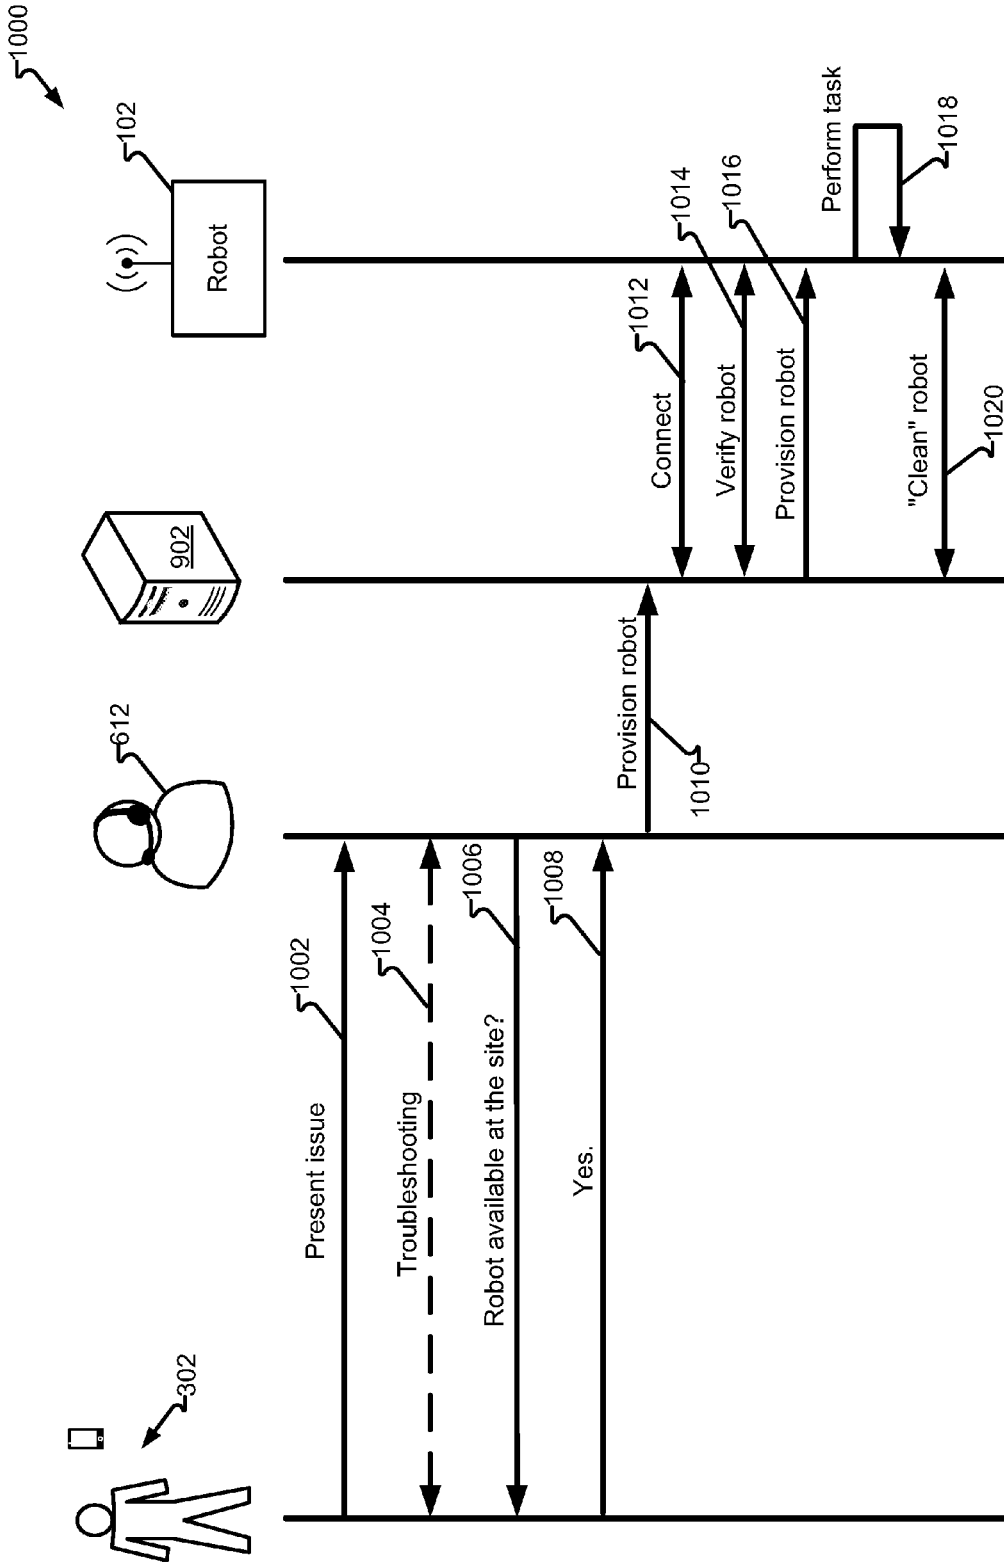 1000
302
612
902
102
Robot
Present issue
1002
Troubleshooting
1004
Robot available at the site?
1006
Yes.
1008
Provision robot
1010
Connect
1012
Verify robot
1014
Provision robot
1016
Perform task
1018
"Clean" robot
1020